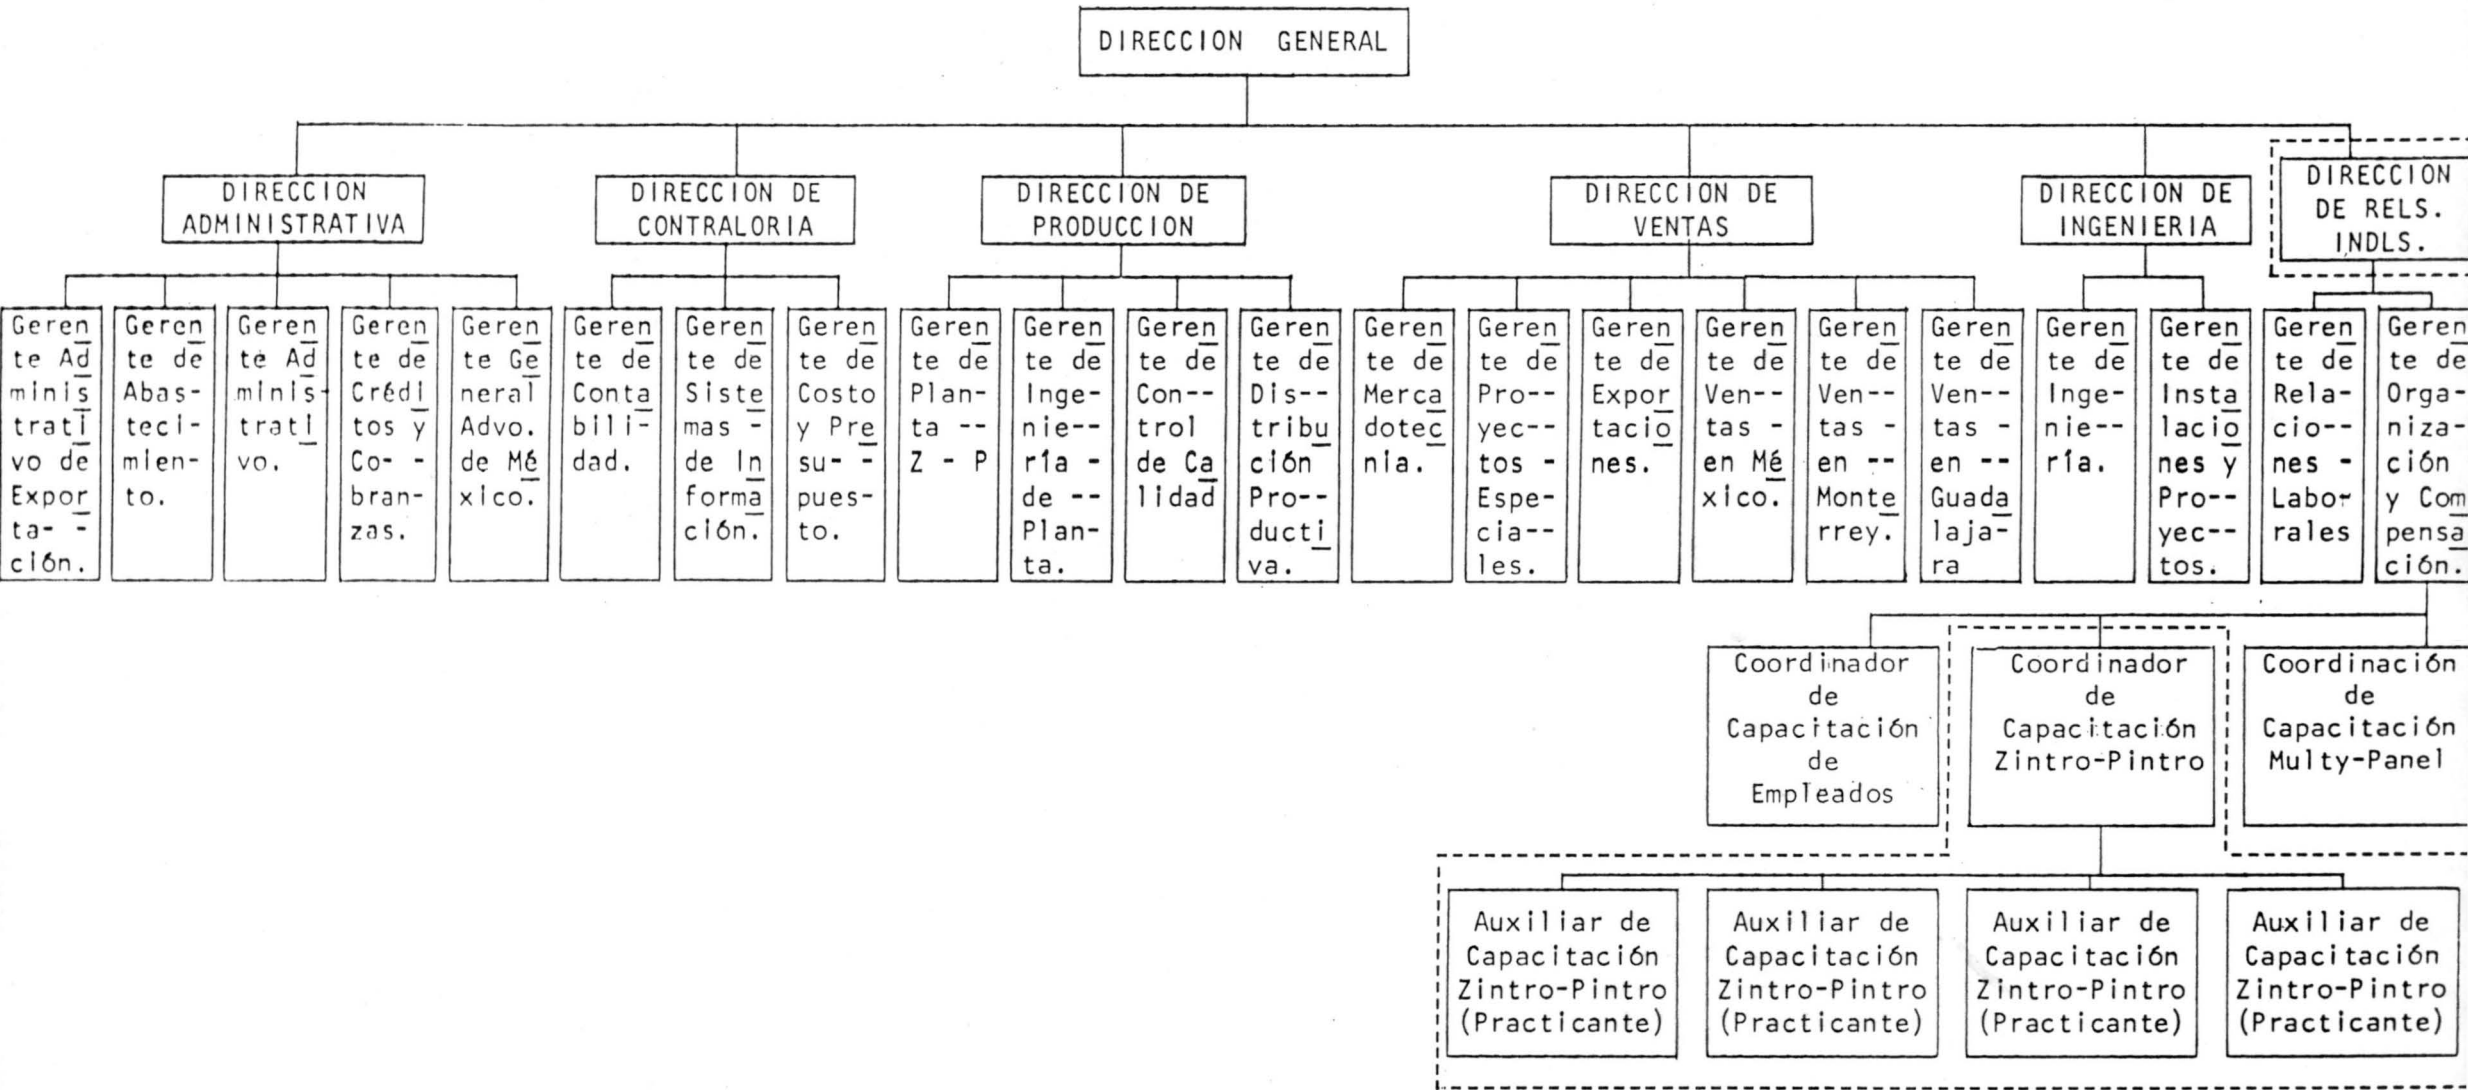 DIRECCION GENERAL
DIRECCION
ADMINISTRATIVA
DIRECCION DE
CONTRALORIA
DIRECCION DE
PRODUCCION
DIRECCION DE
VENTAS
DIRECCION DE
INGENIERIA
DIRECCION
DE RELS.
INDLS.
Geren
te Ad
minis
trati
vo de
Expor
ta- -
ción.
Geren
te de
Abas-
teci-
mien-
to.
Geren
te Ad
minis-
trati
vo.
Geren
te de
Crédi
tos y
Co- -
bran-
zas.
Geren
te Ge
neral
Advo.
de Mé
xico.
Geren
te de
Conta
bili-
dad.
Geren
te de
Siste
mas -
de In
forma
ción.
Geren
te de
Costo
y Pre
su- -
pues-
to.
Geren
te de
Plan-
ta --
Z - P
Geren
te de
Inge-
nie--
ría -
de --
Plan-
ta.
Geren
te de
Con--
trol
de Ca
lidad
Geren
te de
Dis--
tribu
ción
Pro--
ducti
va.
Geren
te de
Merca
dotec
nia.
Geren
te de
Pro--
yec--
tos -
Espe-
cia--
les.
Geren
te de
Expor
tacio
nes.
Geren
te de
Ven--
tas -
en Mé
xico.
Geren
te de
Ven--
tas -
en --
Monte
rrey.
Geren
te de
Ven--
tas -
en --
Guada
laja-
ra
Geren
te de
Inge-
nie--
ría.
Geren
te de
Insta
lacio
nes y
Pro--
yec--
tos.
Geren
te de
Rela-
cio--
nes -
Labo-
rales
Geren
te de
Orga-
niza-
ción
y Com
pensa
ción.
Coordinador
de
Capacitación
de
Empleados
Coordinador
de
Capacitación
Zintro-Pintro
Coordinación
de
Capacitación
Multy-Panel
Auxiliar de
Capacitación
Zintro-Pintro
(Practicante)
Auxiliar de
Capacitación
Zintro-Pintro
(Practicante)
Auxiliar de
Capacitación
Zintro-Pintro
(Practicante)
Auxiliar de
Capacitación
Zintro-Pintro
(Practicante)